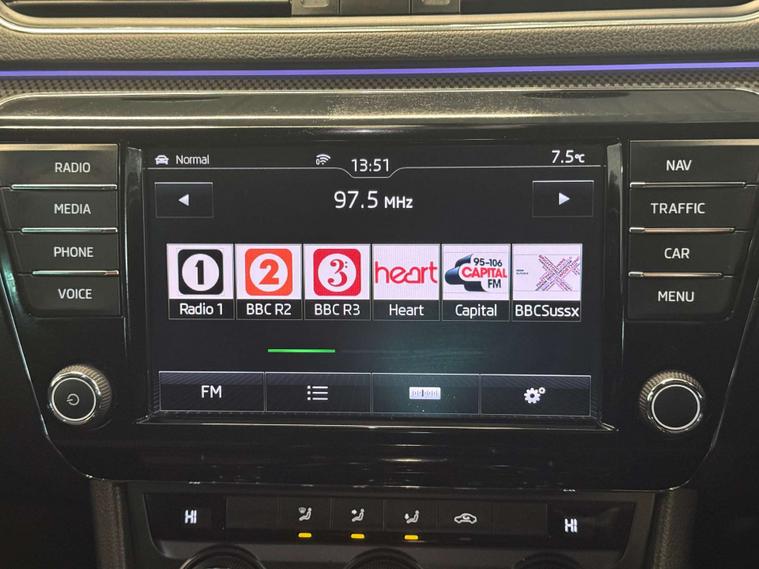 RADIO
MEDIA
PHONE
VOICE
Normal
13:51
7.5°C
97.5 MHz
1
2
3
heart
95-106
CAPITAL
FM
Radio 1
BBC R2
BBC R3
Heart
Capital
BBCSussx
FM
NAV
TRAFFIC
CAR
MENU
HI
HI